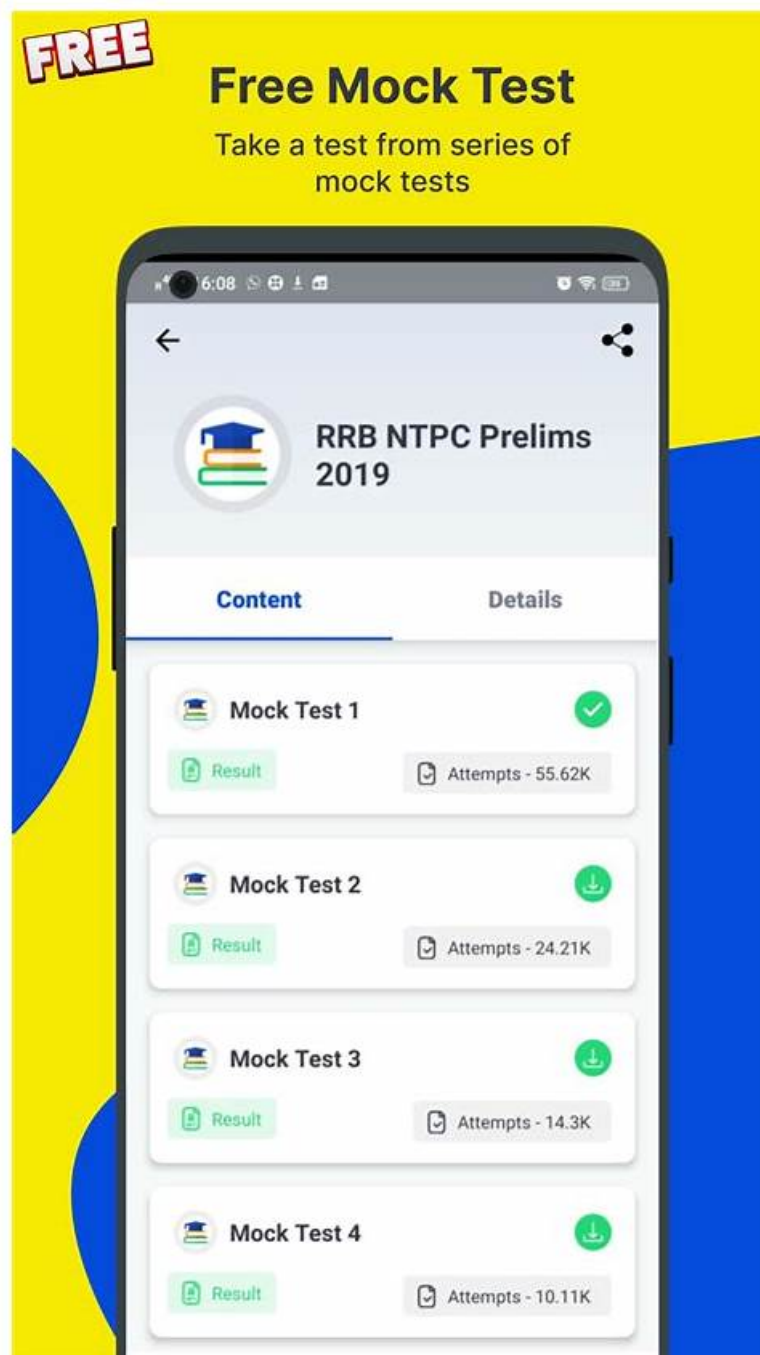 FREE
Free Mock Test
Take a test from series of
mock tests
6:08
RRB NTPC Prelims
2019
Content Details
Mock Test 1
Result Attempts - 55.62K
Mock Test 2
Result Attempts - 24.21K
Mock Test 3
Result Attempts - 14.3K
Mock Test 4
Result Attempts - 10.11K